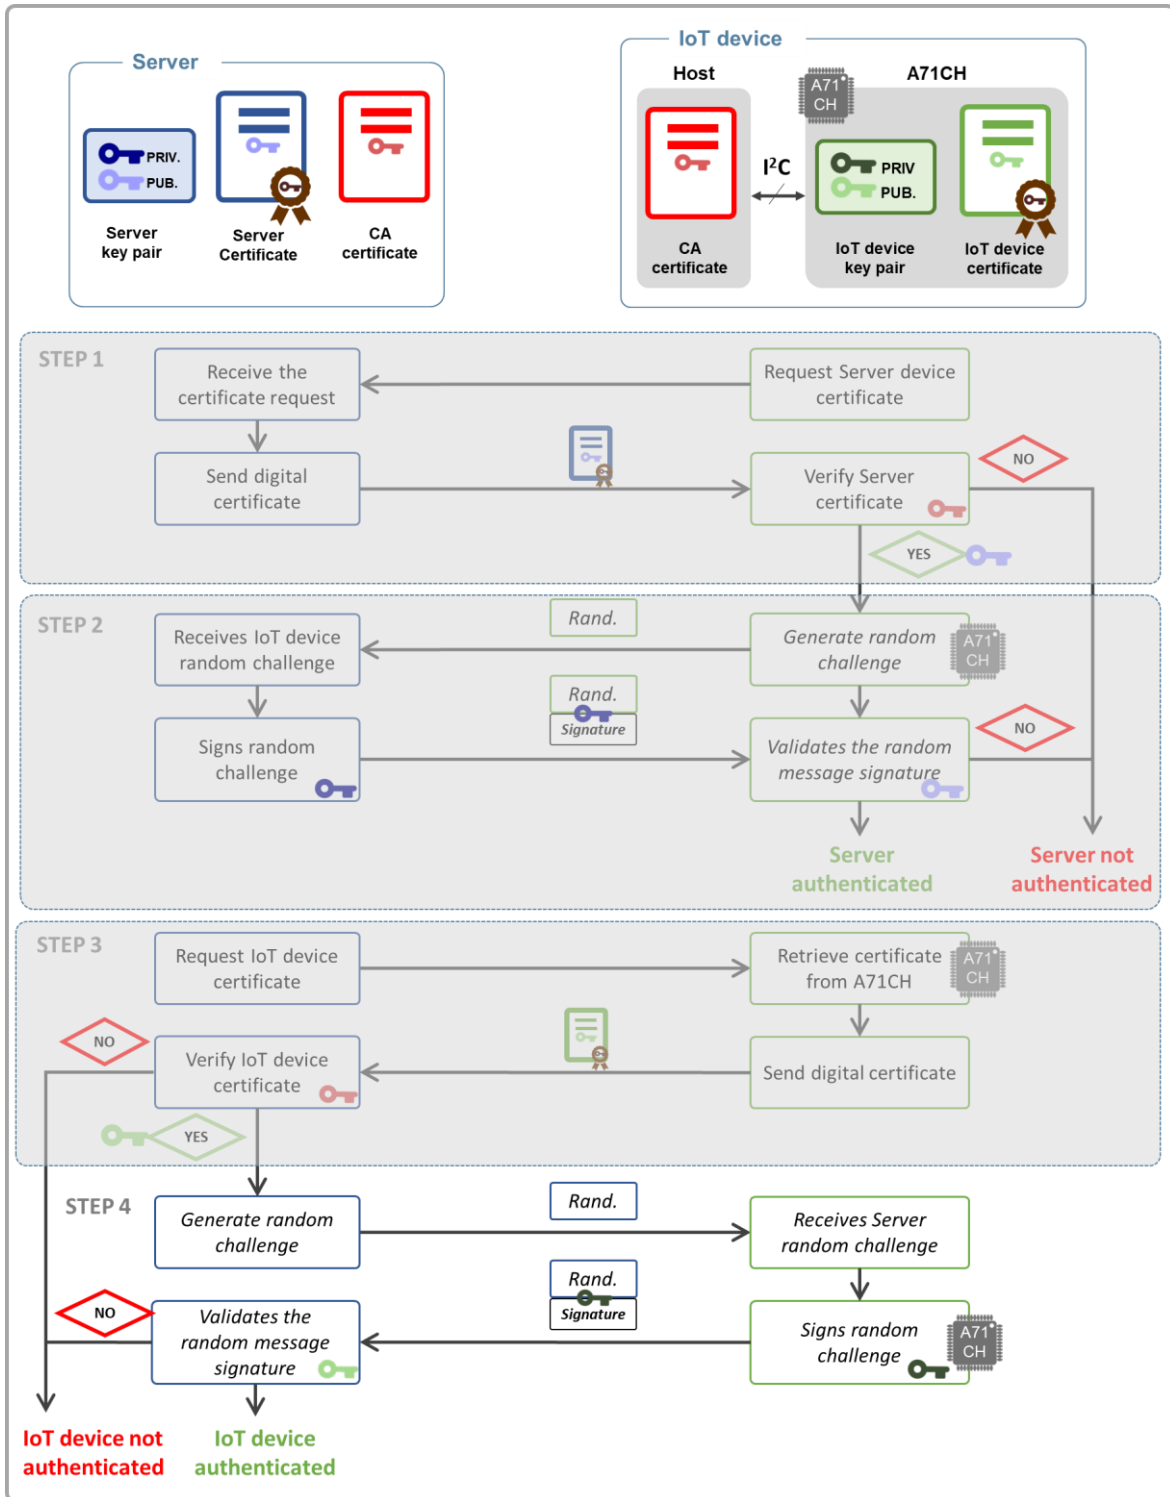 Server
PRIV.
PUB.
Server
key pair
Server
Certificate
CA
certificate
IoT device
Host
A71CH
A71
CH
I²C
PRIV
PUB.
CA
certificate
IoT device
key pair
IoT device
certificate
STEP 1
Receive the
certificate request
Request Server device
certificate
Send digital
certificate
Verify Server
certificate
NO
YES
STEP 2
Receives IoT device
random challenge
Rand.
Generate random
challenge
A71
CH
Signs random
challenge
Rand.
Signature
Validates the random
message signature
NO
Server
authenticated
Server not
authenticated
STEP 3
Request IoT device
certificate
Retrieve certificate
from A71CH
A71
CH
NO
Verify IoT device
certificate
Send digital certificate
YES
STEP 4
Generate random
challenge
Rand.
Receives Server
random challenge
NO
Validates the
random message
signature
Rand.
Signature
Signs random
challenge
A71
CH
IoT device not
authenticated
IoT device
authenticated